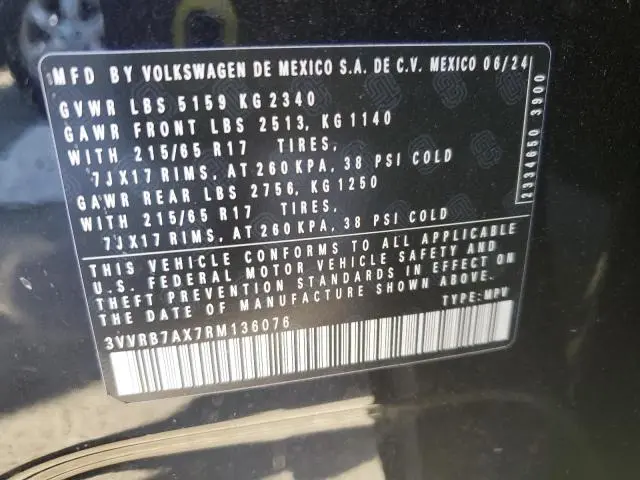 MFD BY VOLKSWAGEN DE MEXICO S.A. DE C.V. MEXICO 06/24
GVWR LBS 5159 KG 2340
GAWR FRONT LBS 2513, KG 1140
WITH 215/65 R17 TIRES,
7JX17 RIMS, AT 260 KPA, 38 PSI COLD
GAWR REAR LBS 2756, KG 1250
WITH 215/65 R17 TIRES,
7JX17 RIMS, AT 260 KPA, 38 PSI COLD
THIS VEHICLE CONFORMS TO ALL APPLICABLE
U.S. FEDERAL MOTOR VEHICLE SAFETY AND
THEFT PREVENTION STANDARDS IN EFFECT ON
THE DATE OF MANUFACTURE SHOWN ABOVE.
TYPE: MPV
3VVRB7AX7RM136076
2334650 3900